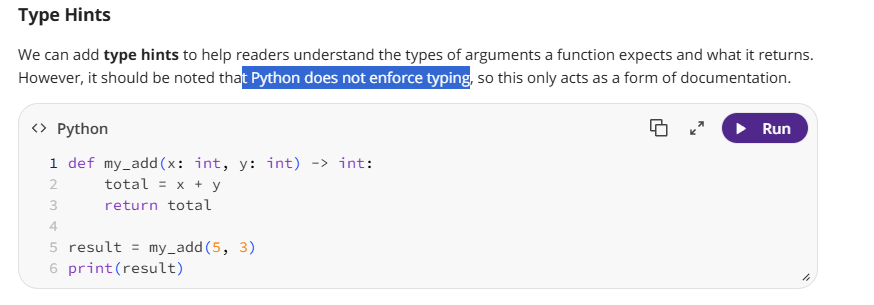 Type Hints
We can add type hints to help readers understand the types of arguments a function expects and what it returns.
However, it should be noted that Python does not enforce typing, so this only acts as a form of documentation.
<> Python
Run
1 def my_add(x: int, y: int) -> int:
2     total = x + y
3     return total
4
5 result = my_add(5, 3)
6 print(result)